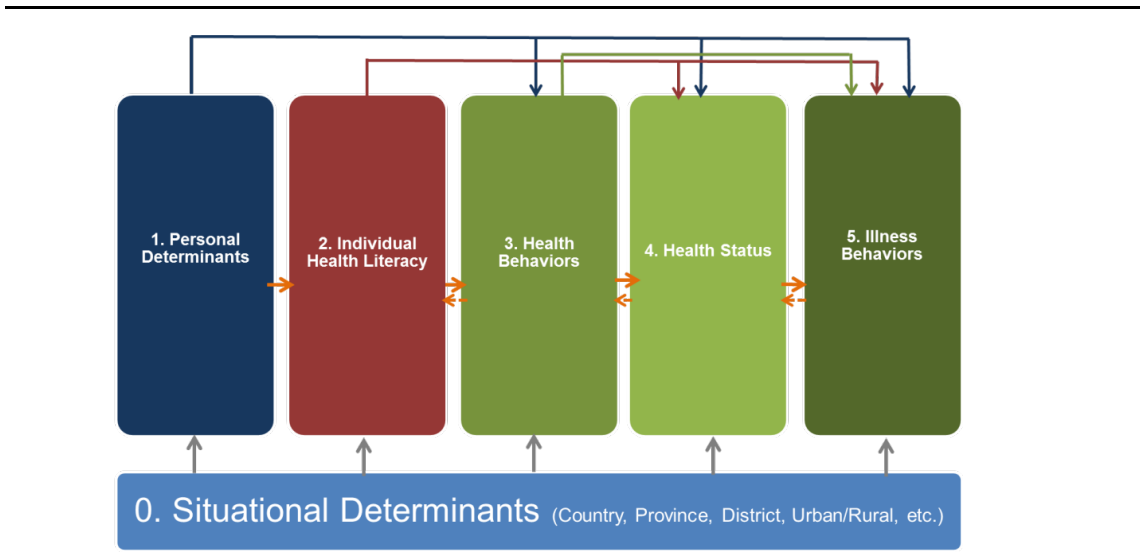 1. Personal
Determinants
2. Individual
Health Literacy
3. Health
Behaviors
4. Health Status
5. Illness
Behaviors
0. Situational Determinants (Country, Province, District, Urban/Rural, etc.)